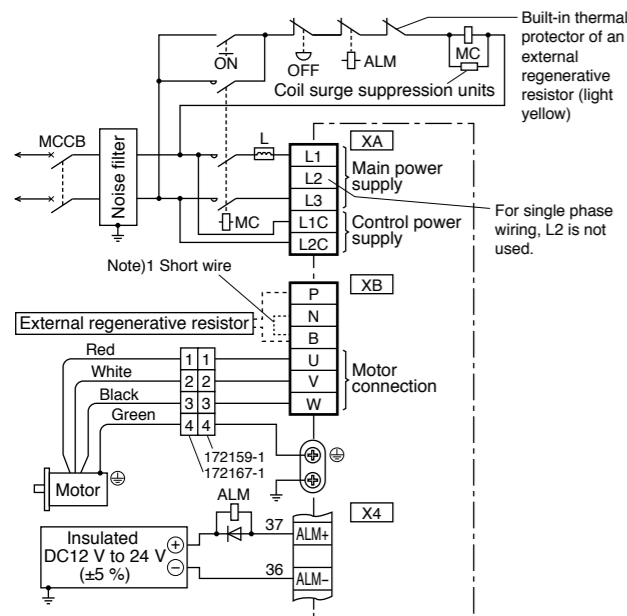 Built-in thermal
protector of an
external
regenerative
resistor (light
yellow)
ON
OFF
ALM
MC
Coil surge suppression units
MCCB
Noise filter
L
MC
XA
L1
L2
L3
L1C
L2C
Main power
supply
Control power
supply
For single phase
wiring, L2 is not
used.
Note)1 Short wire
XB
External regenerative resistor
P
N
B
U
V
W
Motor
connection
Red
White
Black
Green
1 1
2 2
3 3
4 4
172159-1
172167-1
Motor
ALM
X4
Insulated
DC12 V to 24 V
(±5 %)
+
−
37
36
ALM+
ALM−